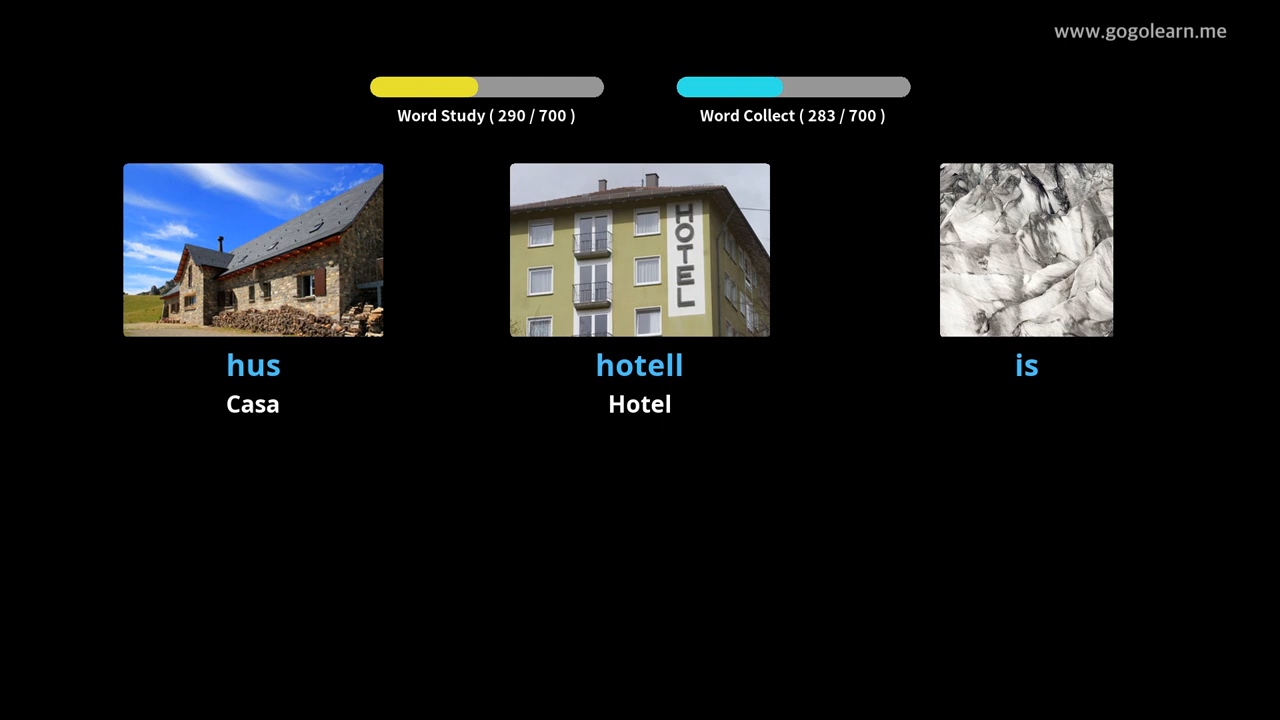 www.gogolearn.me
Word Study ( 290 / 700 )
Word Collect ( 283 / 700 )
HOTEL
hus
hotell
is
Casa
Hotel